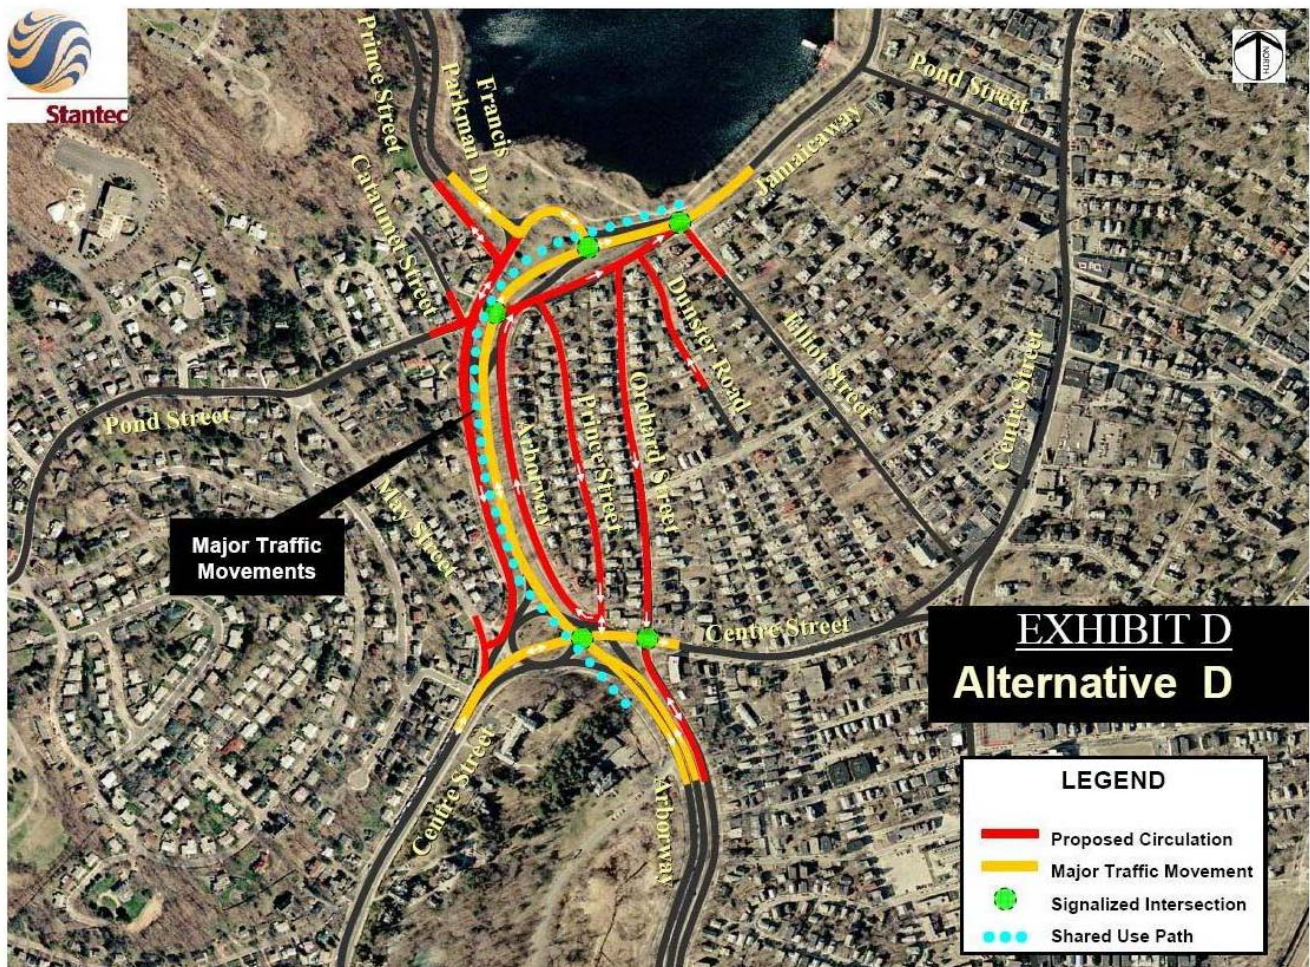 Stantec
NORTH
Prince Street
Francis
Parkman Dr.
Cataumet Street
Pond Street
Jamaicaway
Pond Street
Dunster Road
Elliot Street
Centre Street
Orchard Street
Prince Street
Arborway
May Street
Major Traffic
Movements
Centre Street
Centre Street
Arborway
EXHIBIT D
Alternative D
LEGEND
Proposed Circulation
Major Traffic Movement
Signalized Intersection
Shared Use Path